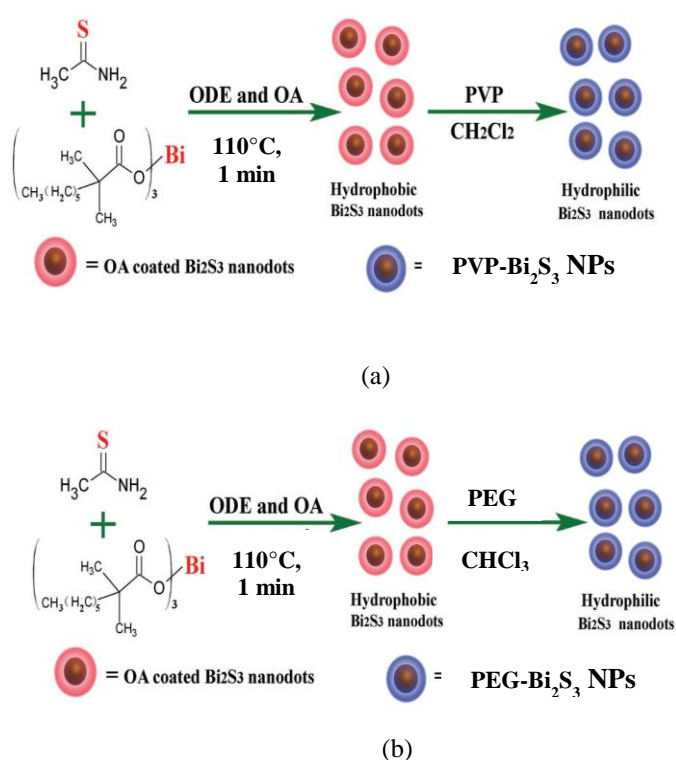 S
H₃C NH₂
+
ODE and OA
110°C,
1 min
PVP
CH2Cl2
O
H₃C
CH₃(H₂C)₅
CH₃
O
3
Bi
Hydrophobic
Bi2S3 nanodots
Hydrophilic
Bi2S3 nanodots
= OA coated Bi2S3 nanodots
= PVP-Bi₂S₃ NPs
(a)
S
H₃C NH₂
+
ODE and OA
110°C,
1 min
PEG
CHCl₃
O
H₃C
CH₃(H₂C)₅
CH₃
O
3
Bi
Hydrophobic
Bi2S3 nanodots
Hydrophilic
Bi2S3 nanodots
= OA coated Bi2S3 nanodots
= PEG-Bi₂S₃ NPs
(b)